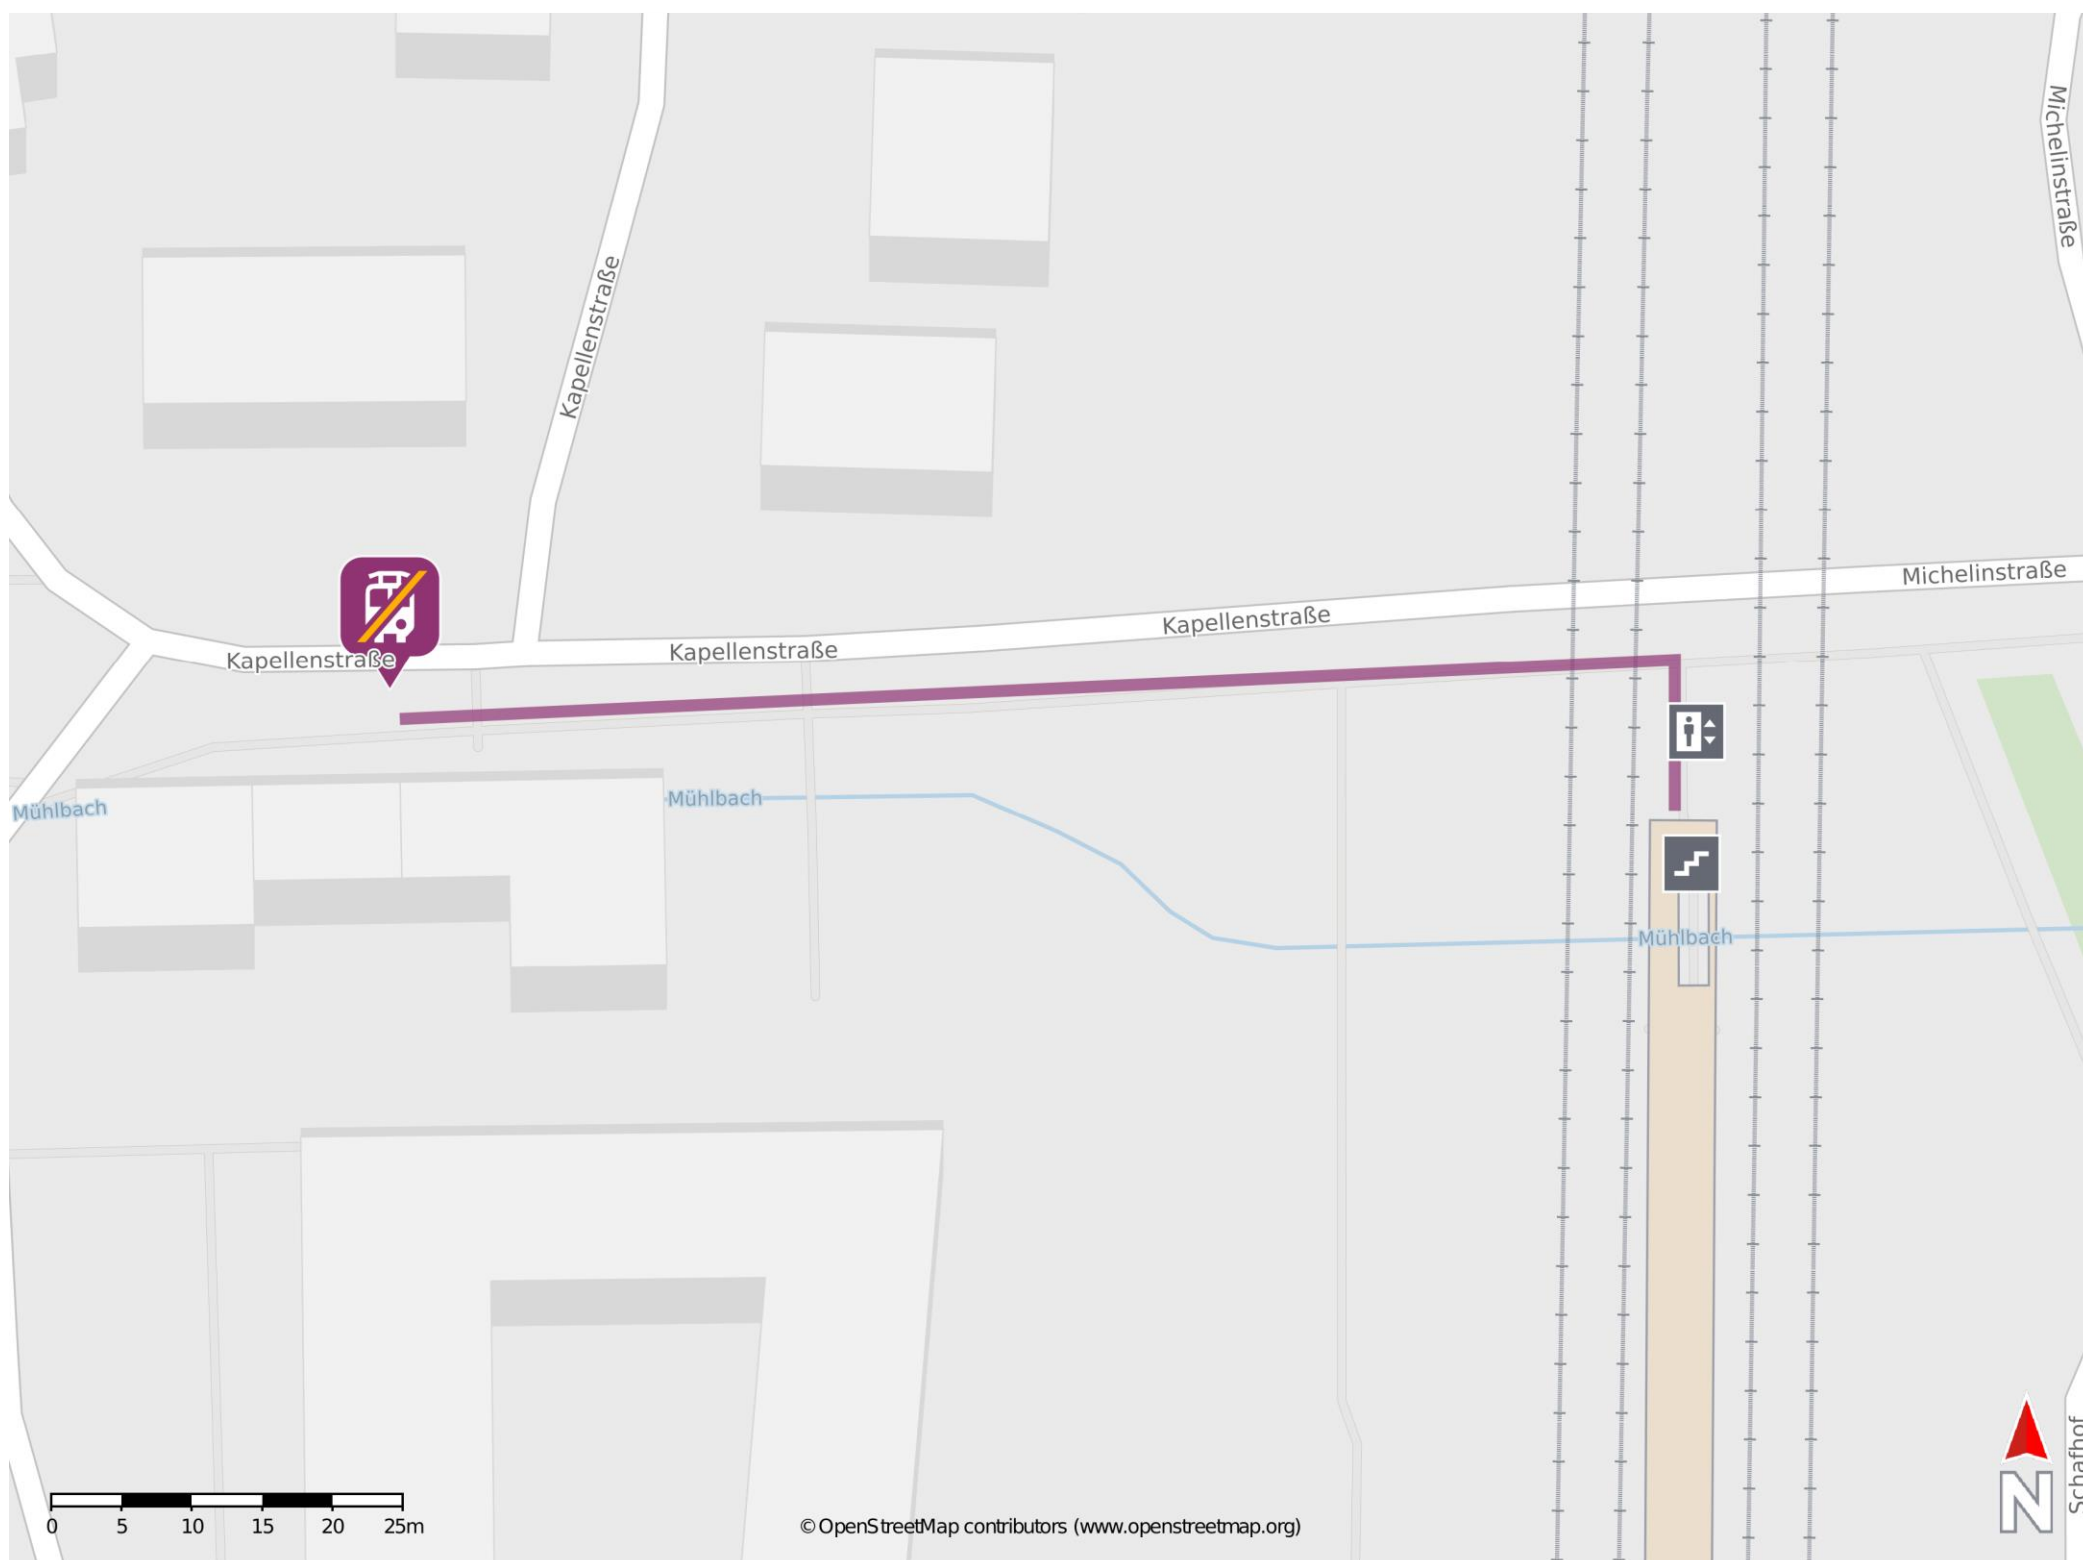 Michelinstraße
Kapellenstraße
Michelinstraße
Kapellenstraße
Kapellenstraße
Kapellenstraße
Mühlbach
Mühlbach
Mühlbach
Schafhof
N
0 5 10 15 20 25m
© OpenStreetMap contributors (www.openstreetmap.org)